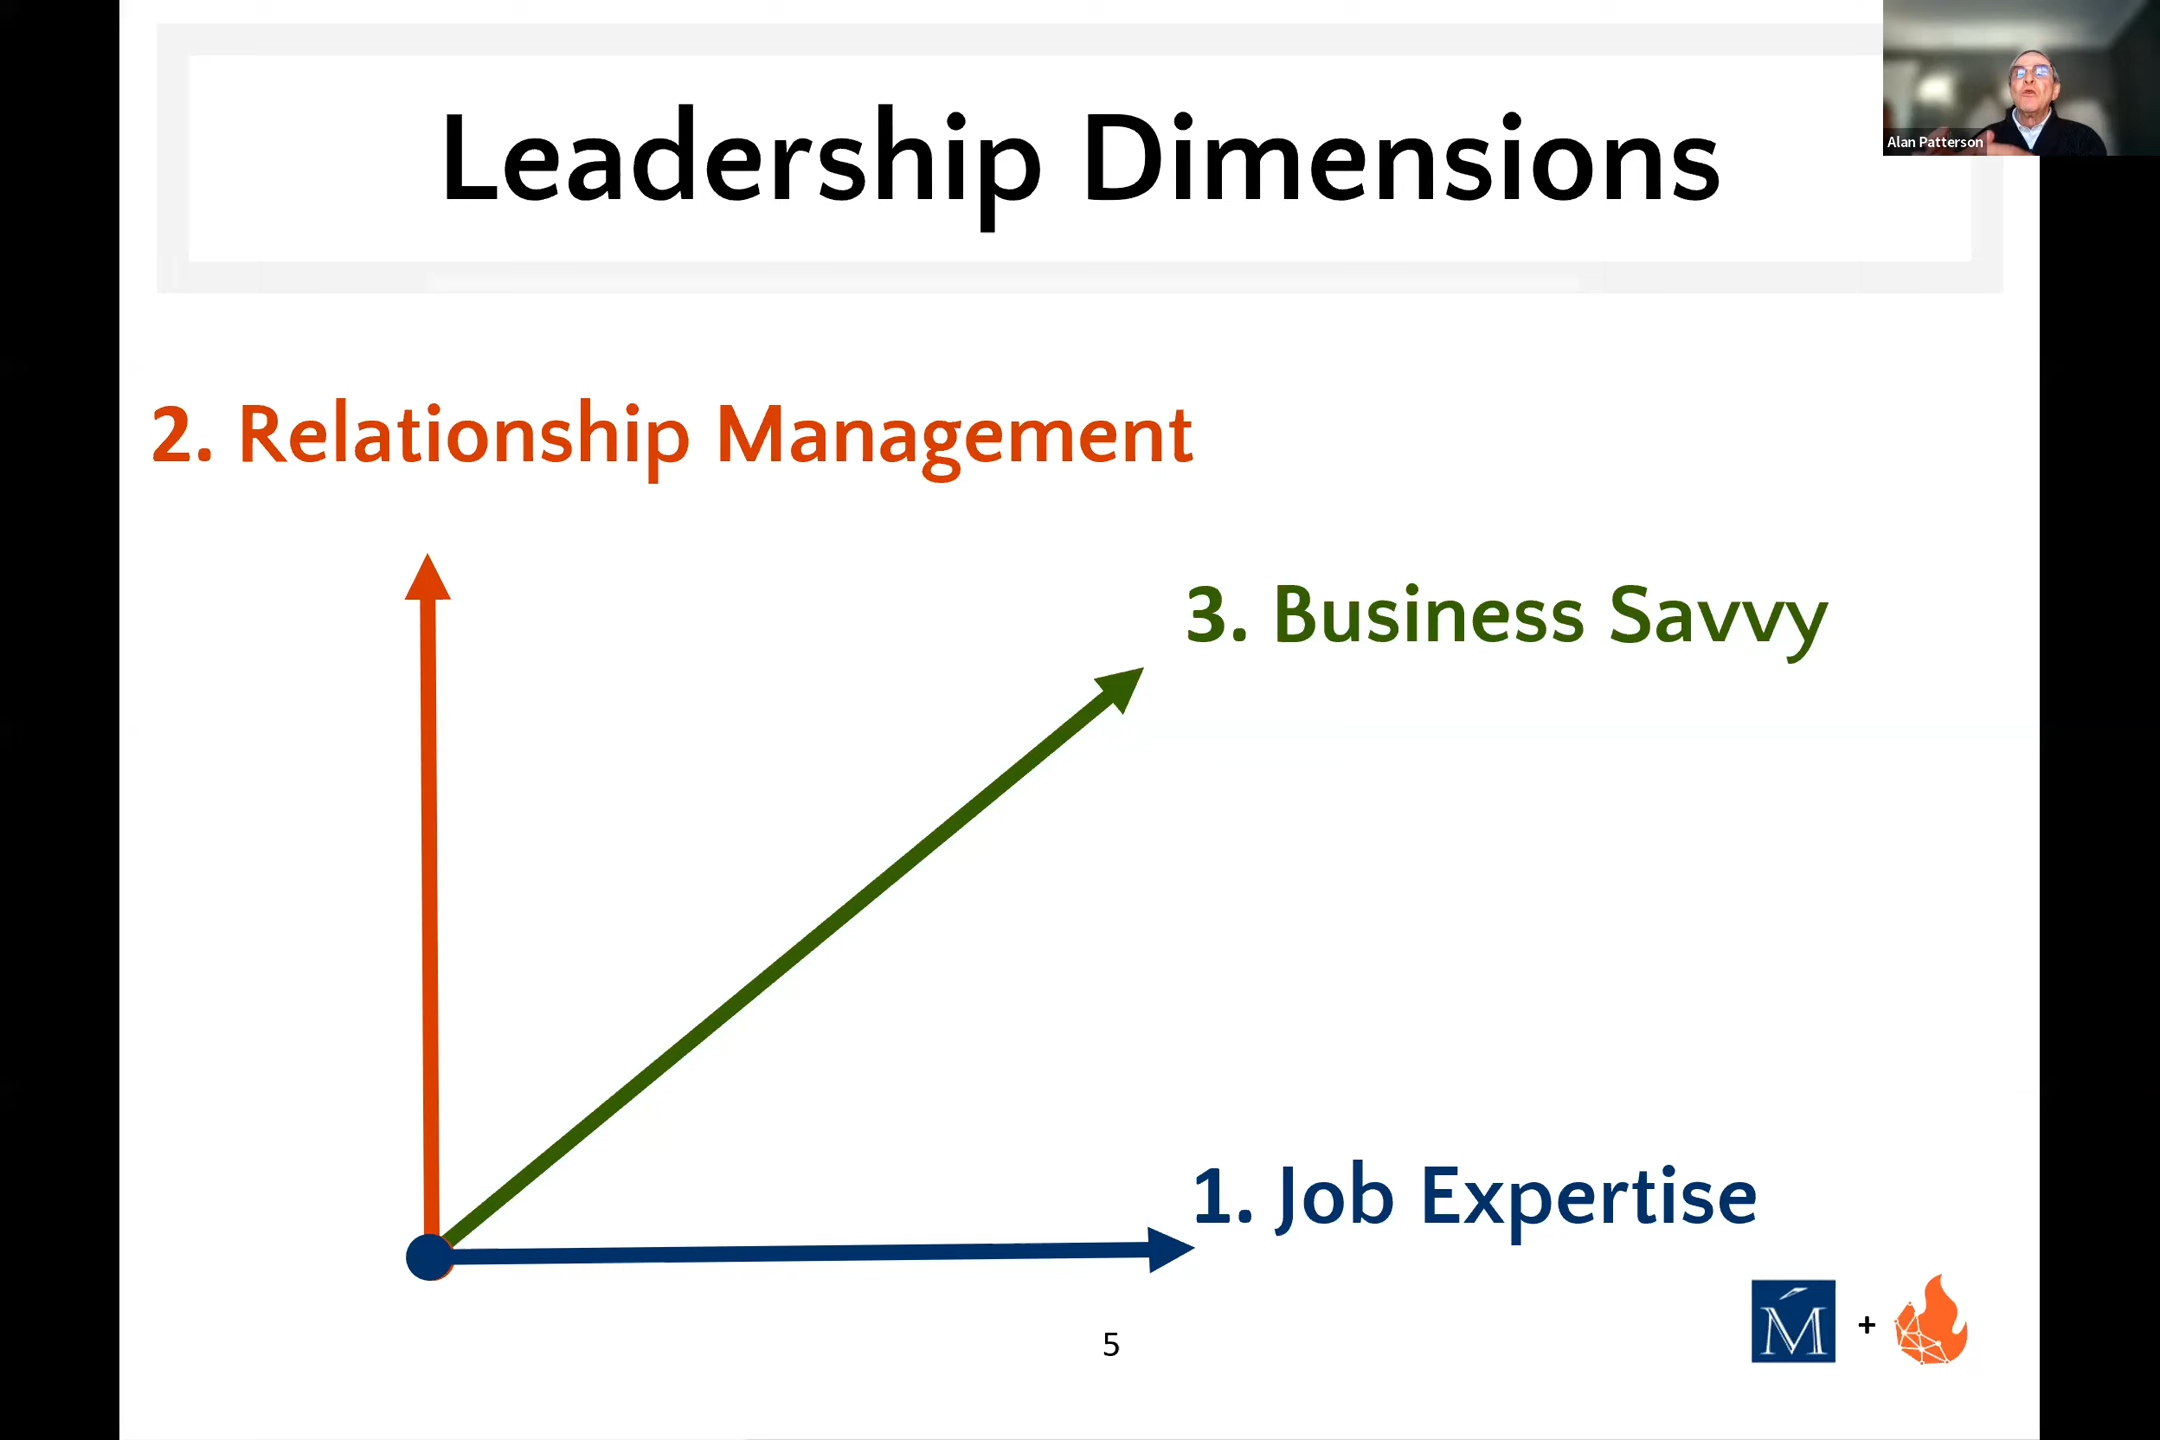 Leadership Dimensions
Alan Patterson
2. Relationship Management
3. Business Savvy
1. Job Expertise
M +
5